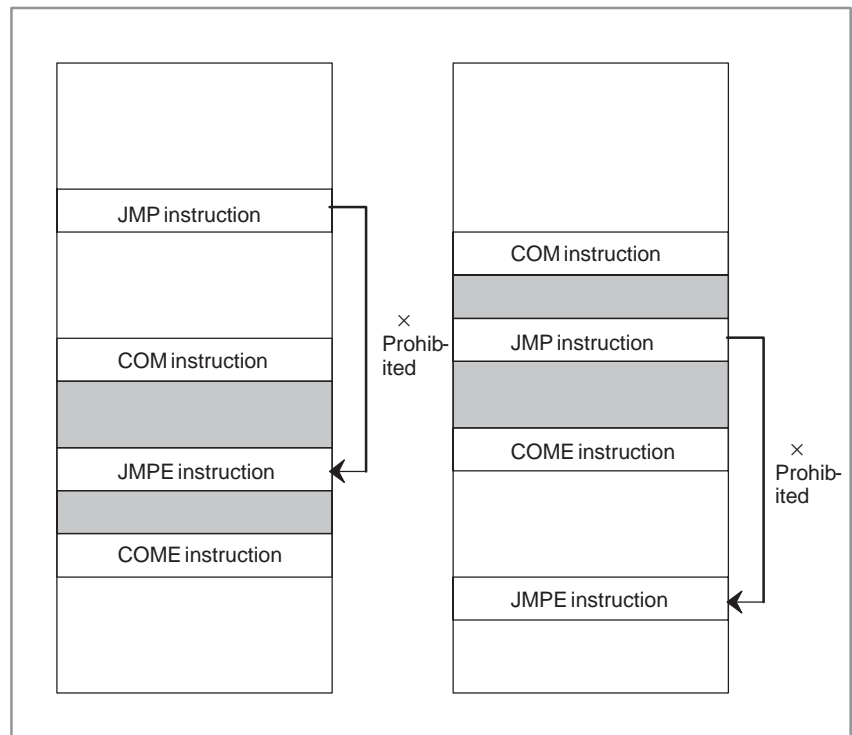 JMP instruction
COM instruction
JMPE instruction
COME instruction
×
Prohib-
ited
COM instruction
JMP instruction
COME instruction
JMPE instruction
×
Prohib-
ited